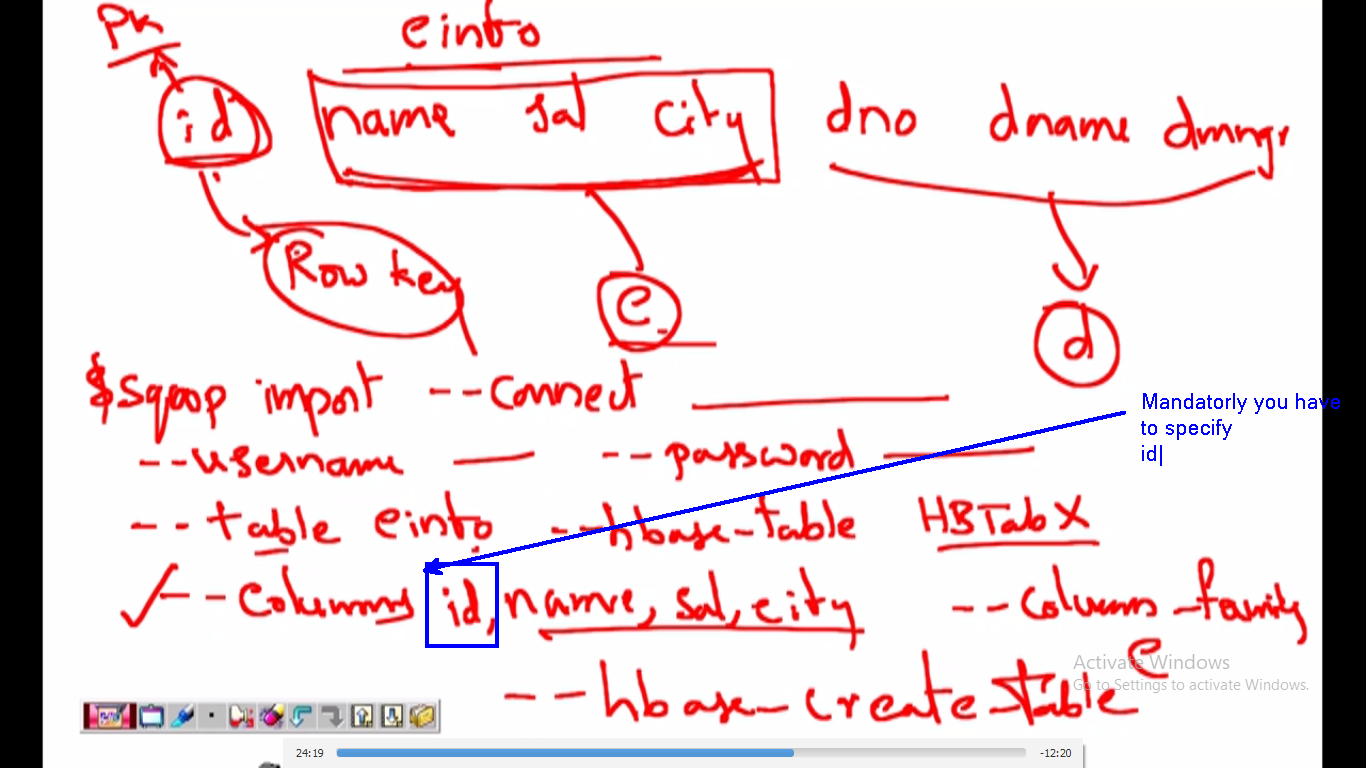 PK
einfo
id name sal city dno dname dmngr
Row key e d
$ sqoop import --connect
Mandatorly you have
to specify
id
--username --password
--table einfo --hbase-table HBTabX
--columns id, name, sal, city --column-family
e
--hbase-create-table
Activate Windows
Go to Settings to activate Windows.
24:19 -12:20